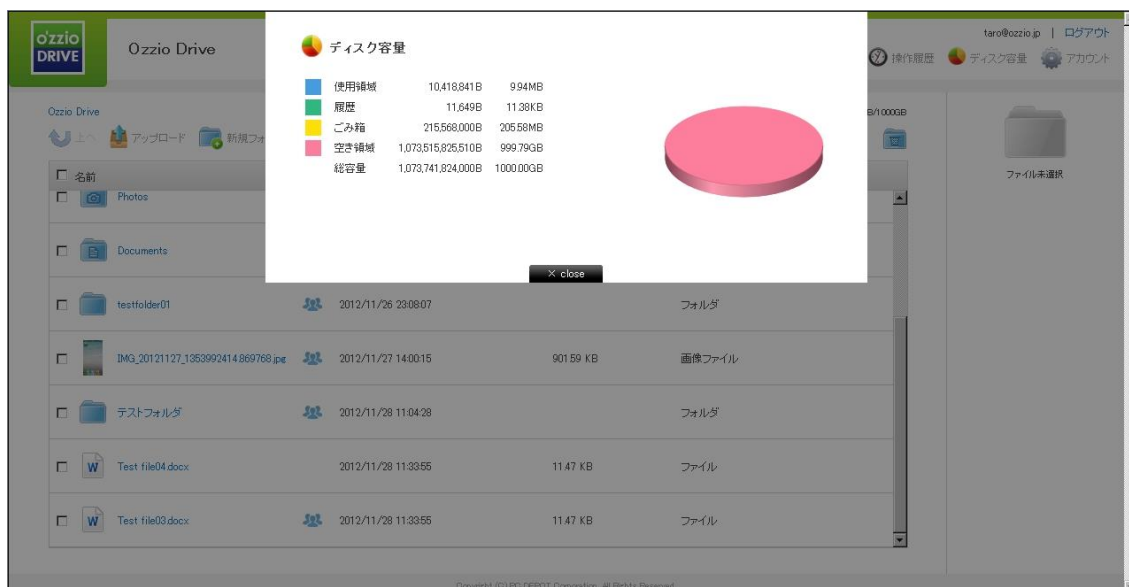 o'zzio
DRIVE
Ozzio Drive
taro@ozzio.jp | ログアウト
操作履歴 ディスク容量 アカウント
ディスク容量
使用領域 10,418,841B 9.94MB
履歴 11,649B 11.38KB
ごみ箱 215,568,000B 205.58MB
空き領域 1,073,515,825,510B 999.79GB
総容量 1,073,741,824,000B 1000.00GB
× close
Ozzio Drive
B/1000GB
上へ アップロード 新規フォ
名前
ファイル未選択
Photos
Documents
testfolder01 2012/11/26 23:08:07 フォルダ
IMG_20121127_1353992414.869768.jpg 2012/11/27 14:00:15 901.59 KB 画像ファイル
テストフォルダ 2012/11/28 11:04:28 フォルダ
W Test file04.docx 2012/11/28 11:33:55 11.47 KB ファイル
W Test file03.docx 2012/11/28 11:33:55 11.47 KB ファイル
Copyright (C) PC DEPOT Corporation. All Rights Reserved.